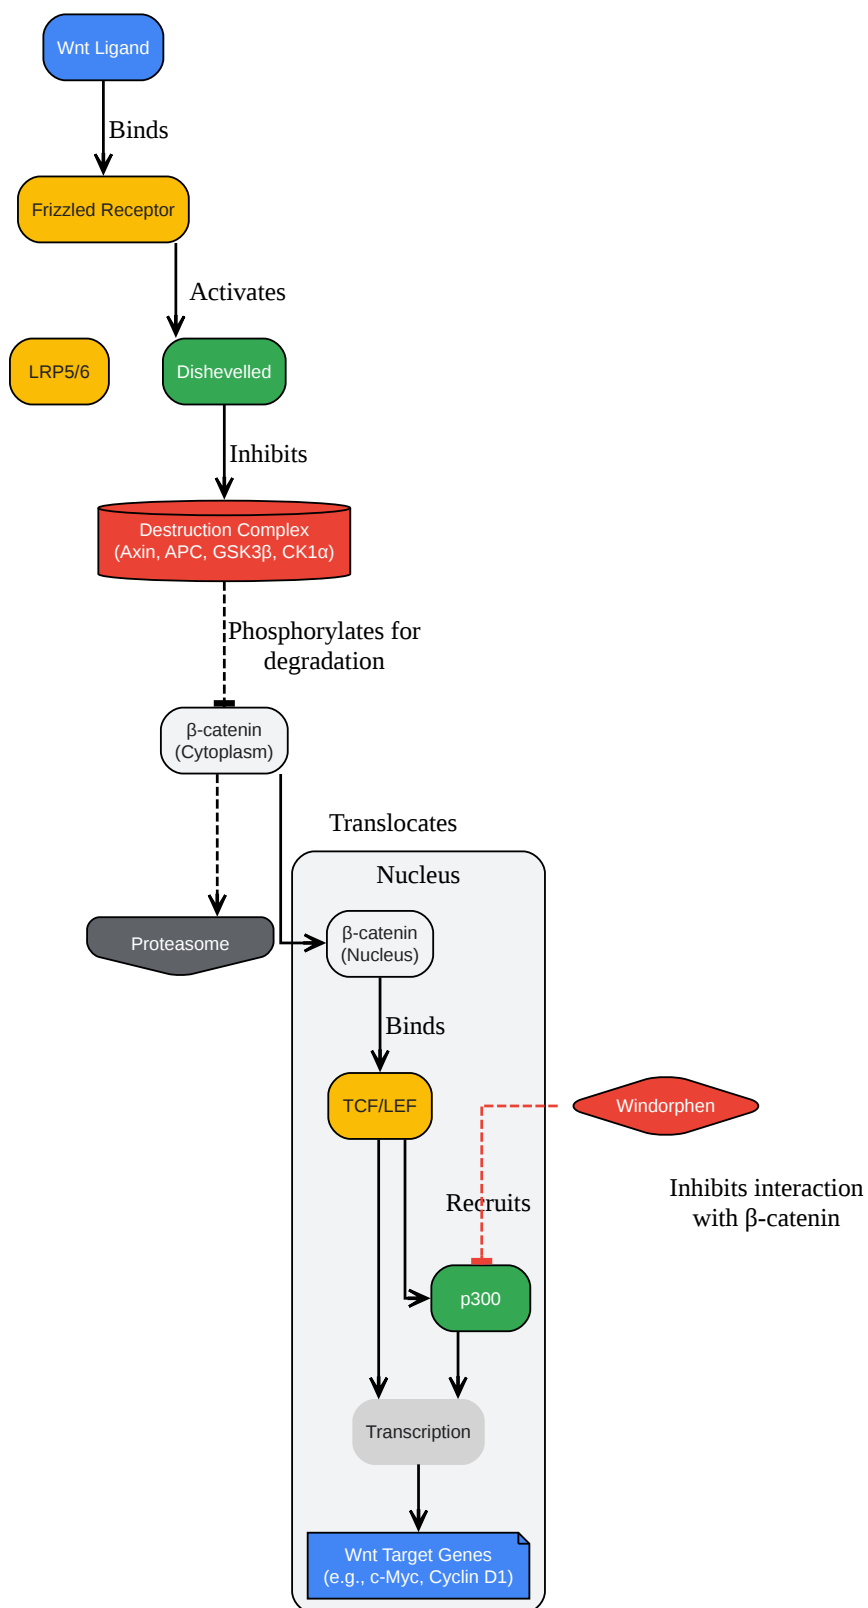 Wnt Ligand
Binds
Frizzled Receptor
Activates
LRP5/6
Dishevelled
Inhibits
Destruction Complex
(Axin, APC, GSK3β, CK1α)
Phosphorylates for
degradation
β-catenin
(Cytoplasm)
Translocates
Nucleus
Proteasome
β-catenin
(Nucleus)
Binds
TCF/LEF
Windorphen
Recruits
Inhibits interaction
with β-catenin
p300
Transcription
Wnt Target Genes
(e.g., c-Myc, Cyclin D1)